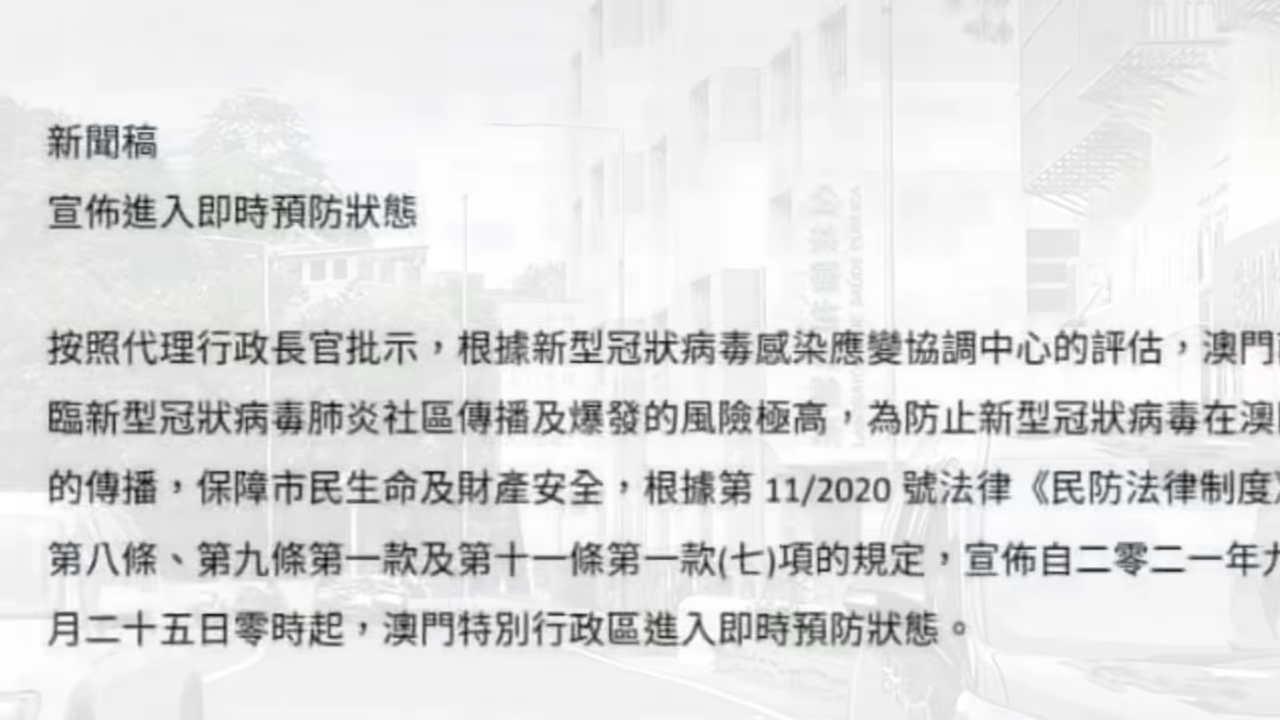 新聞稿
宣佈進入即時預防狀態
按照代理行政長官批示，根據新型冠狀病毒感染應變協調中心的評估，澳門
臨新型冠狀病毒肺炎社區傳播及爆發的風險極高，為防止新型冠狀病毒在澳
的傳播，保障市民生命及財產安全，根據第 11/2020 號法律《民防法律制度》
第八條、第九條第一款及第十一條第一款(七)項的規定，宣佈自二零二一年九
月二十五日零時起，澳門特別行政區進入即時預防狀態。